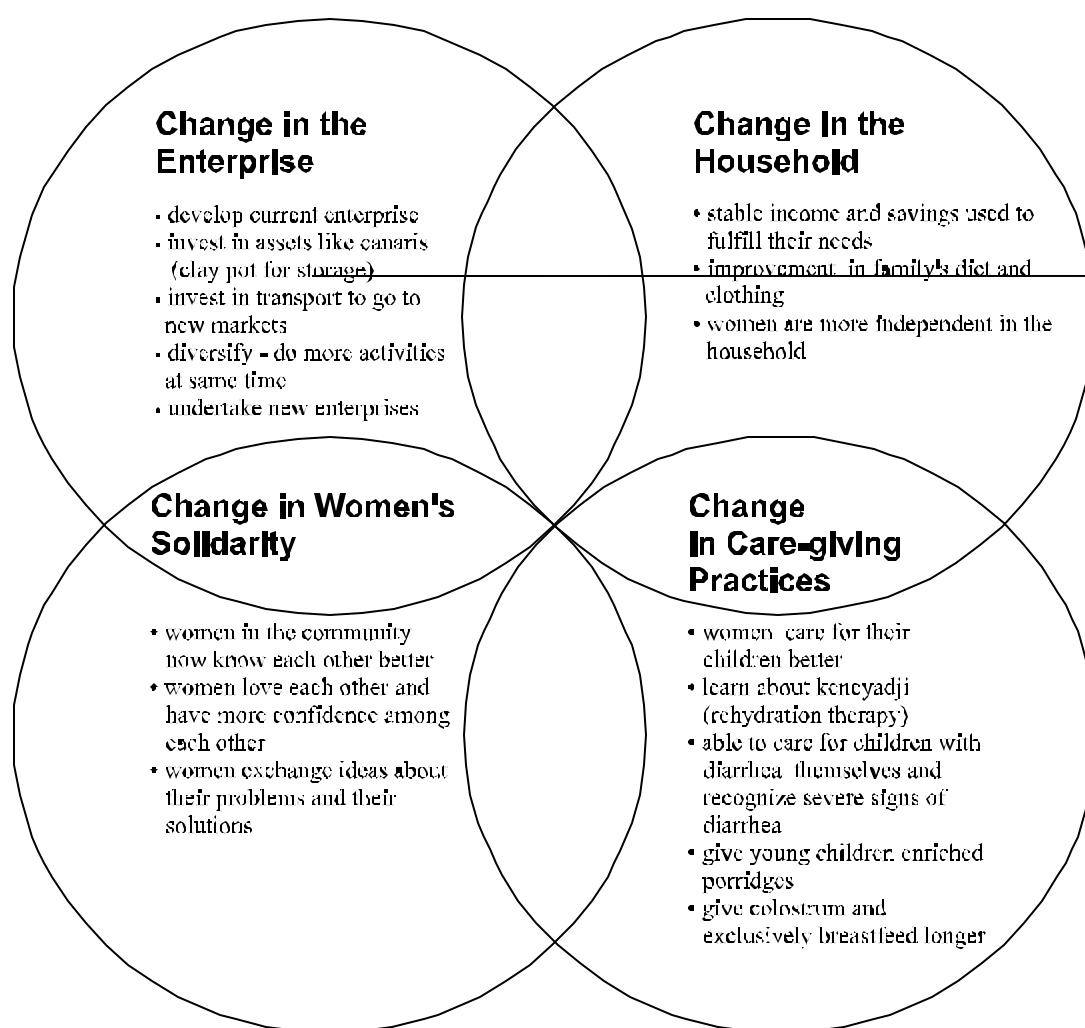 Change in the
Enterprise
- develop current enterprise
- invest in assets like canaris
(clay pot for storage)
- invest in transport to go to
new markets
- diversify - do more activities
at same time
- undertake new enterprises
Change in the
Household
• stable income and savings used to
fulfill their needs
• improvement in family's diet and
clothing
• women are more independent in the
household
Change in Women's
Solidarity
• women in the community
now know each other better
• women love each other and
have more confidence among
each other
• women exchange ideas about
their problems and their
solutions
Change
in Care-giving
Practices
• women care for their
children better
• learn about keneyadji
(rehydration therapy)
• able to care for children with
diarrhea themselves and
recognize severe signs of
diarrhea
• give young children enriched
porridges
• give colostrum and
exclusively breastfeed longer